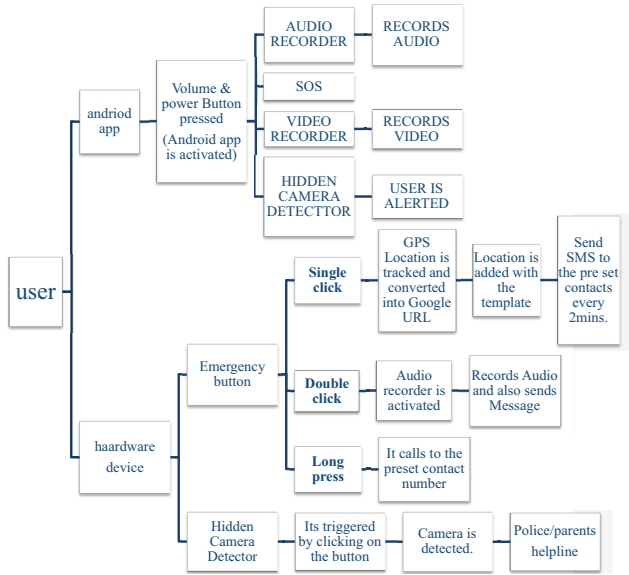 user
andriod
app
Volume &
power Button
pressed
(Android app
is activated)
AUDIO
RECORDER
RECORDS
AUDIO
SOS
VIDEO
RECORDER
RECORDS
VIDEO
HIDDEN
CAMERA
DETECTTOR
USER IS
ALERTED
haardware
device
Emergency
button
Single
click
GPS
Location is
tracked and
converted
into Google
URL
Location is
added with
the
template
Send
SMS to
the pre set
contacts
every
2mins.
Double
click
Audio
recorder is
activated
Records Audio
and also sends
Message
Long
press
It calls to the
preset contact
number
Hidden
Camera
Detector
Its triggered
by clicking on
the button
Camera is
detected.
Police/parents
helpline